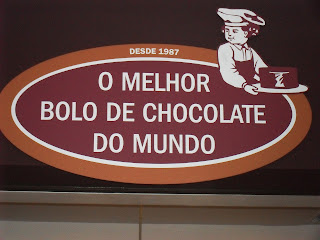 DESDE 1987
O MELHOR
BOLO DE CHOCOLATE
DO MUNDO